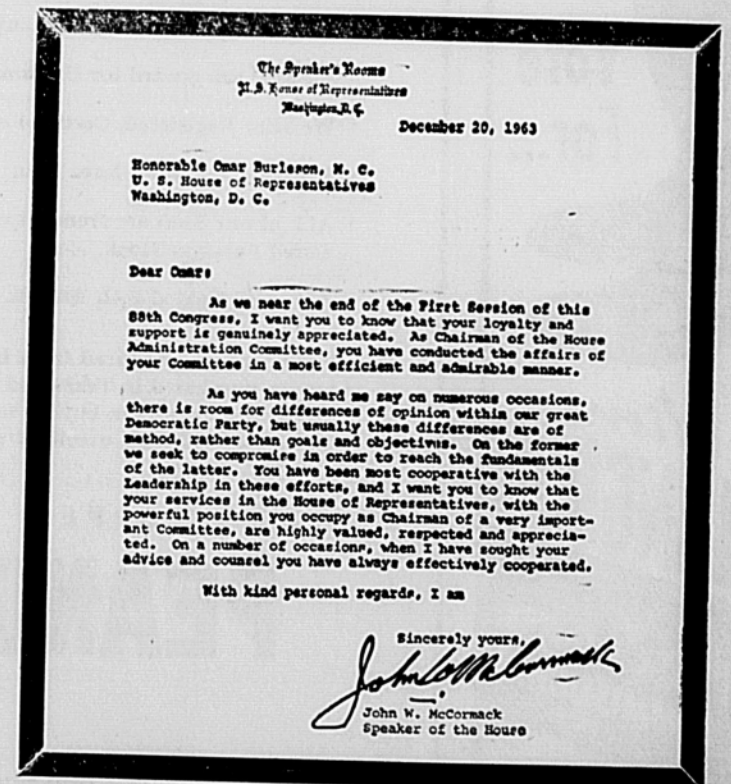 The Speaker's Rooms
U.S. House of Representatives
Washington, D.C.
December 20, 1963
Honorable Omar Burleson, M. C.
U. S. House of Representatives
Washington, D. C.
Dear Omar:
As we near the end of the First Session of this
88th Congress, I want you to know that your loyalty and
support is genuinely appreciated. As Chairman of the House
Administration Committee, you have conducted the affairs of
your Committee in a most efficient and admirable manner.
As you have heard me say on numerous occasions,
there is room for differences of opinion within our great
Democratic Party, but usually these differences are of
method, rather than goals and objectives. On the former
we seek to compromise in order to reach the fundamentals
of the latter. You have been most cooperative with the
Leadership in these efforts, and I want you to know that
your services in the House of Representatives, with the
powerful position you occupy as Chairman of a very import-
ant Committee, are highly valued, respected and apprecia-
ted. On a number of occasions, when I have sought your
advice and counsel you have always effectively cooperated.
With kind personal regards, I am
Sincerely yours,
John W. McCormack
John W. McCormack
Speaker of the House